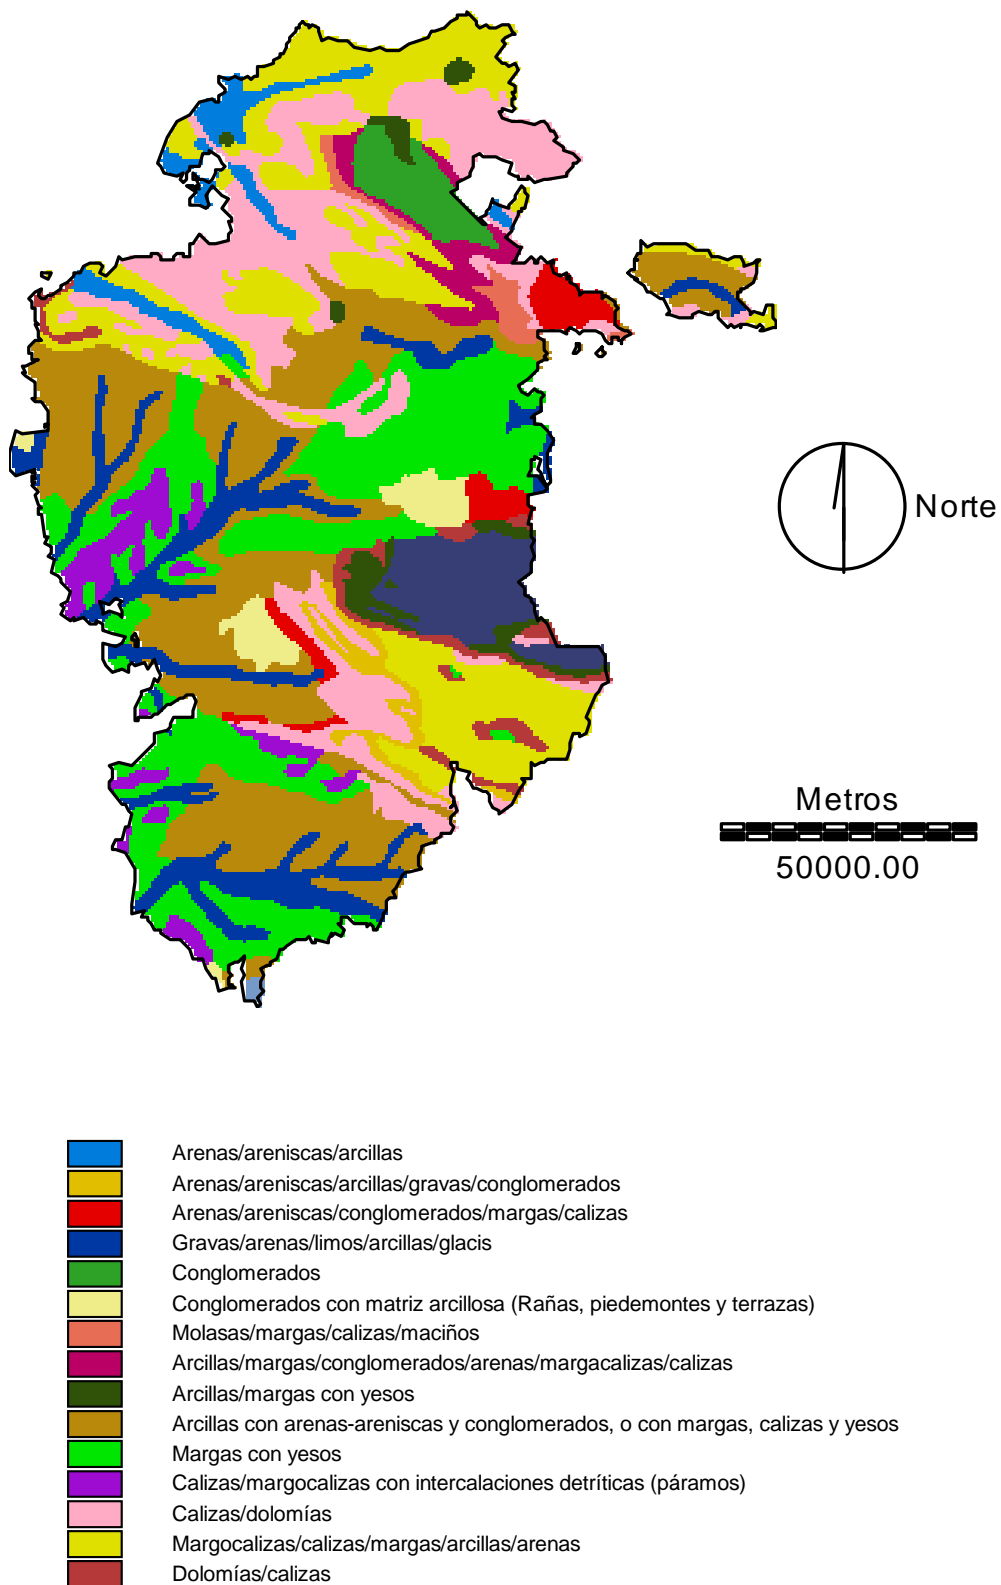 Norte
Metros
50000.00
Arenas/areniscas/arcillas
Arenas/areniscas/arcillas/gravas/conglomerados
Arenas/areniscas/conglomerados/margas/calizas
Gravas/arenas/limos/arcillas/glacis
Conglomerados
Conglomerados con matriz arcillosa (Rañas, piedemontes y terrazas)
Molasas/margas/calizas/maciños
Arcillas/margas/conglomerados/arenas/margacalizas/calizas
Arcillas/margas con yesos
Arcillas con arenas-areniscas y conglomerados, o con margas, calizas y yesos
Margas con yesos
Calizas/margocalizas con intercalaciones detríticas (páramos)
Calizas/dolomías
Margocalizas/calizas/margas/arcillas/arenas
Dolomías/calizas